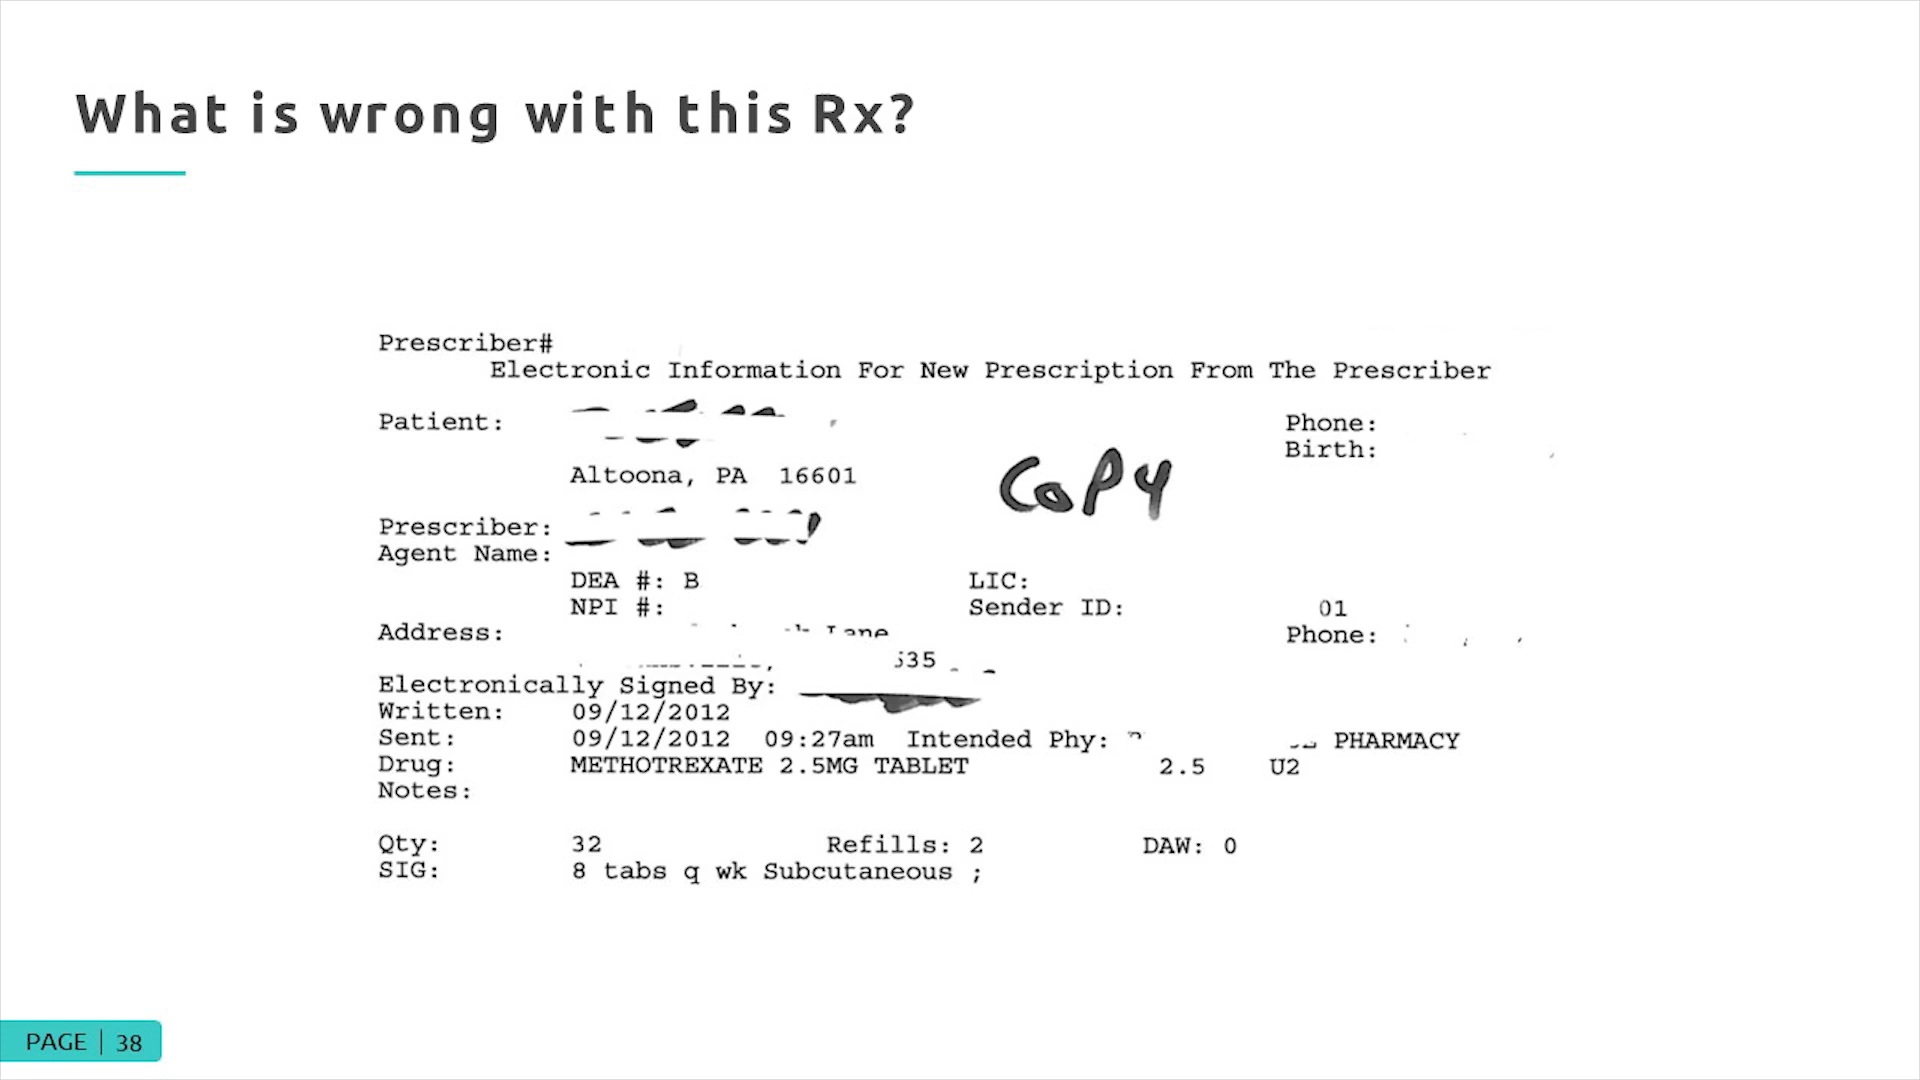 What is wrong with this Rx?
Prescriber#
Electronic Information For New Prescription From The Prescriber
Patient: Phone:
Birth:
Altoona, PA 16601
COPY
Prescriber:
Agent Name:
DEA #: B LIC:
NPI #: Sender ID: 01
Address: Lane Phone:
535
Electronically Signed By:
Written: 09/12/2012
Sent: 09/12/2012 09:27am Intended Phy: PHARMACY
Drug: METHOTREXATE 2.5MG TABLET 2.5 U2
Notes:
Qty: 32 Refills: 2 DAW: 0
SIG: 8 tabs q wk Subcutaneous ;
PAGE | 38